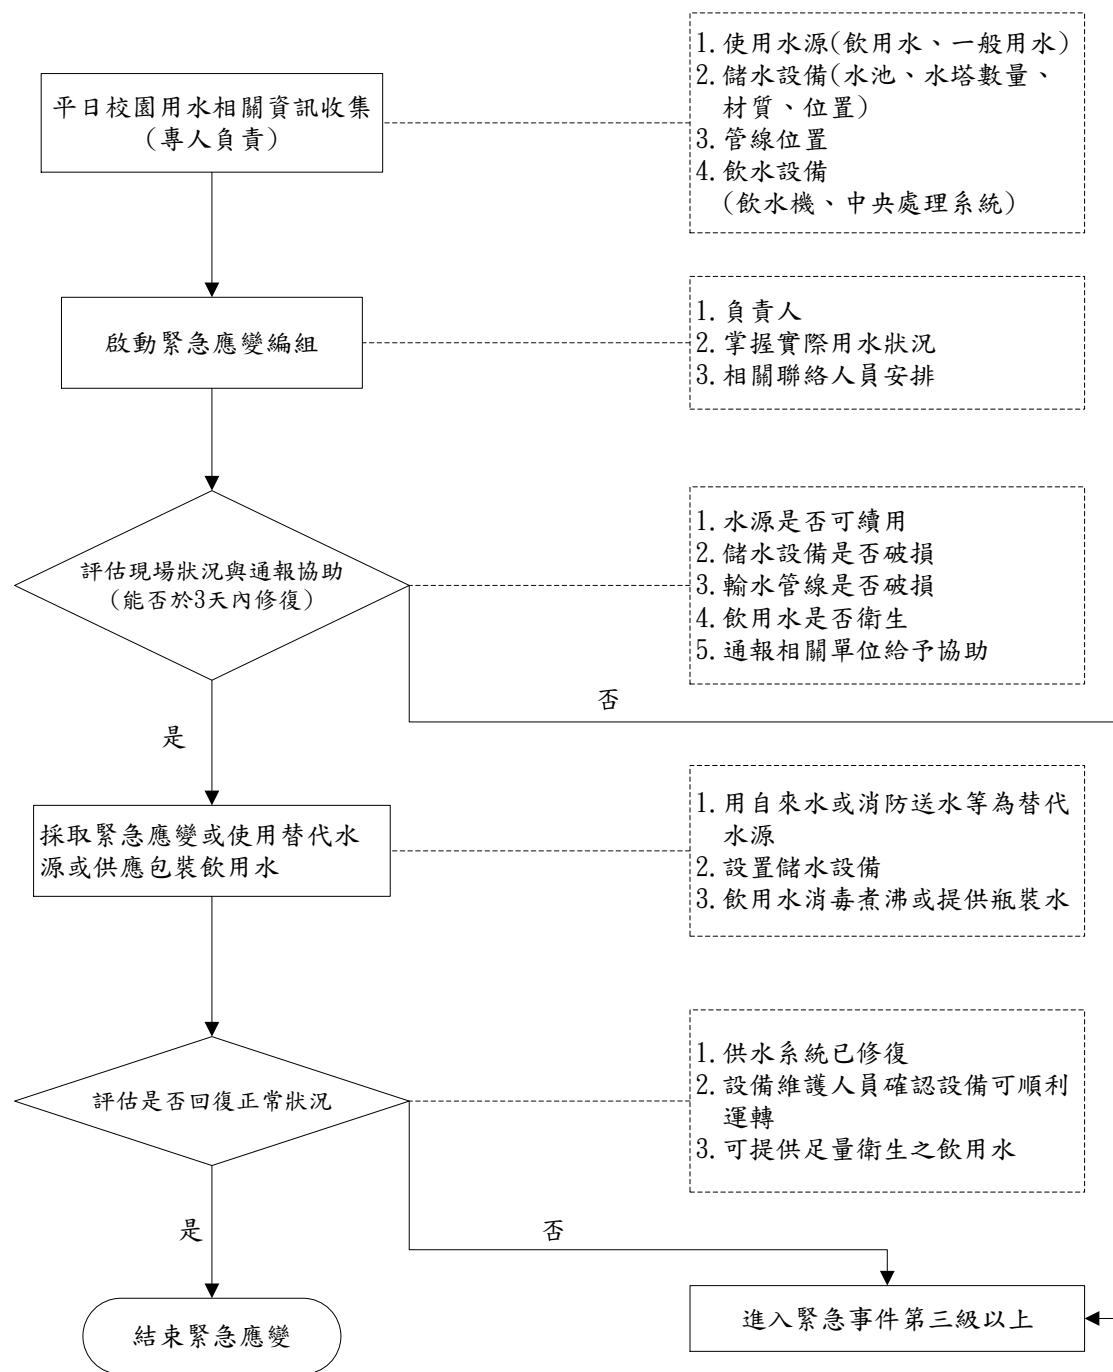 平日校園用水相關資訊收集
(專人負責)
1.使用水源(飲用水、一般用水)
2.儲水設備(水池、水塔數量、
材質、位置)
3.管線位置
4.飲水設備
(飲水機、中央處理系統)
啟動緊急應變編組
1.負責人
2.掌握實際用水狀況
3.相關聯絡人員安排
評估現場狀況與通報協助
(能否於3天內修復)
1.水源是否可續用
2.儲水設備是否破損
3.輸水管線是否破損
4.飲用水是否衛生
5.通報相關單位給予協助
否
是
採取緊急應變或使用替代水
源或供應包裝飲用水
1.用自來水或消防送水等為替代
水源
2.設置儲水設備
3.飲用水消毒煮沸或提供瓶裝水
評估是否回復正常狀況
1.供水系統已修復
2.設備維護人員確認設備可順利
運轉
3.可提供足量衛生之飲用水
是
否
結束緊急應變
進入緊急事件第三級以上